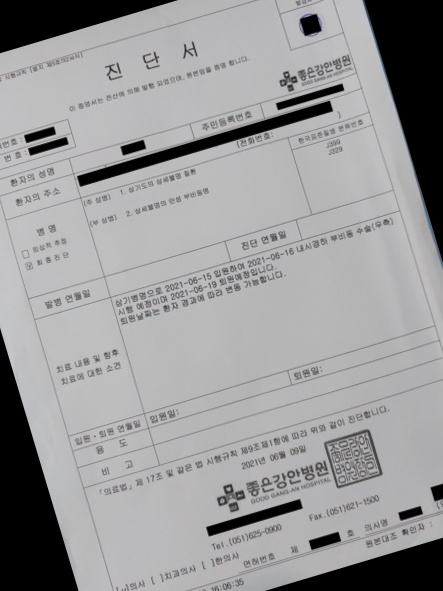 시행규칙 [별지 제5호의2서식]
발급처
진 단 서
이 증명서는 전산에 의해 발행 되었으며, 원본임을 증명 합니다.
좋은강안병원
GOOD GANG-AN HOSPITAL
번호 :
번 호 :
환자의 성명
주민등록번호
환자의 주소
(전화번호: )
병 명
임상적 추정
최 종 진 단
(주 상병) 1. 상기도의 상세불명 질환
(부 상병) 2. 상세불명의 만성 부비동염
한국표준질병 분류번호
J399
J329
발병 연월일
진단 연월일
치료 내용 및 향후
치료에 대한 소견
상기병명으로 2021-06-15 입원하여 2021-06-16 내시경하 부비동 수술(우측)
시행 예정이며 2021-06-19 퇴원예정입니다.
퇴원날짜는 환자 경과에 따라 변동 가능합니다.
입원 · 퇴원 연월일
입원일:
퇴원일:
용 도
비 고
「의료법」 제 17조 및 같은 법 시행규칙 제9조제1항에 따라 위와 같이 진단합니다.
2021년 06월 09일
좋은강안병원
GOOD GANG-AN HOSPITAL
Tel.(051)625-0900
Fax.(051)621-1500
의사 [ ]치과의사 [ ]한의사
면허번호 제 호
의사명
원본대조 확인자 :
16:06:35